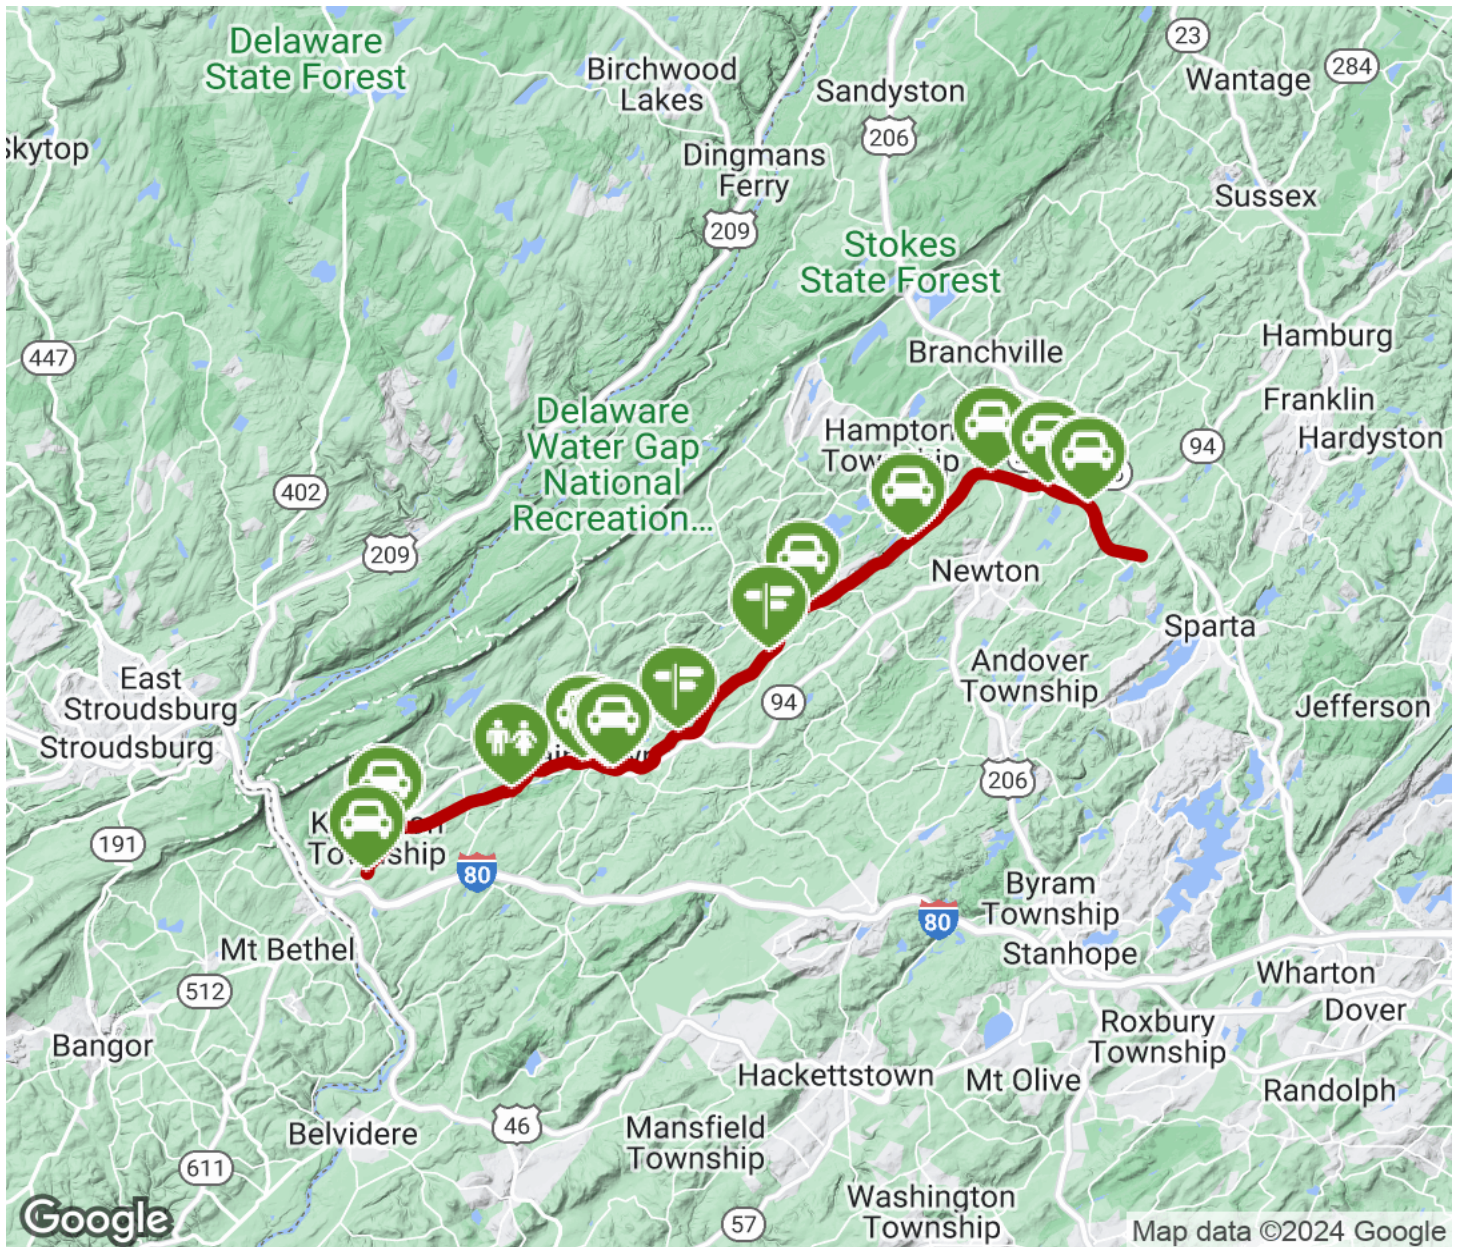 Delaware
State Forest
Birchwood
Lakes
Sandyston
23
284
Wantage
206
Skytop
Dingmans
Ferry
Sussex
209
Stokes
State Forest
Hamburg
447
Branchville
Franklin
Delaware
Water Gap
National
Recreation...
Hampton
Hardyston
94
402
209
Newton
Sparta
Andover
Township
East
Stroudsburg
94
Jefferson
Stroudsburg
206
191
Township
80
Byram
Township
80
Mt Bethel
Stanhope
Wharton
512
Dover
Roxbury
Township
Bangor
Hackettstown
Mt Olive
Randolph
46
Belvidere
Mansfield
Township
611
Washington
Township
57
Google
Map data ©2024 Google